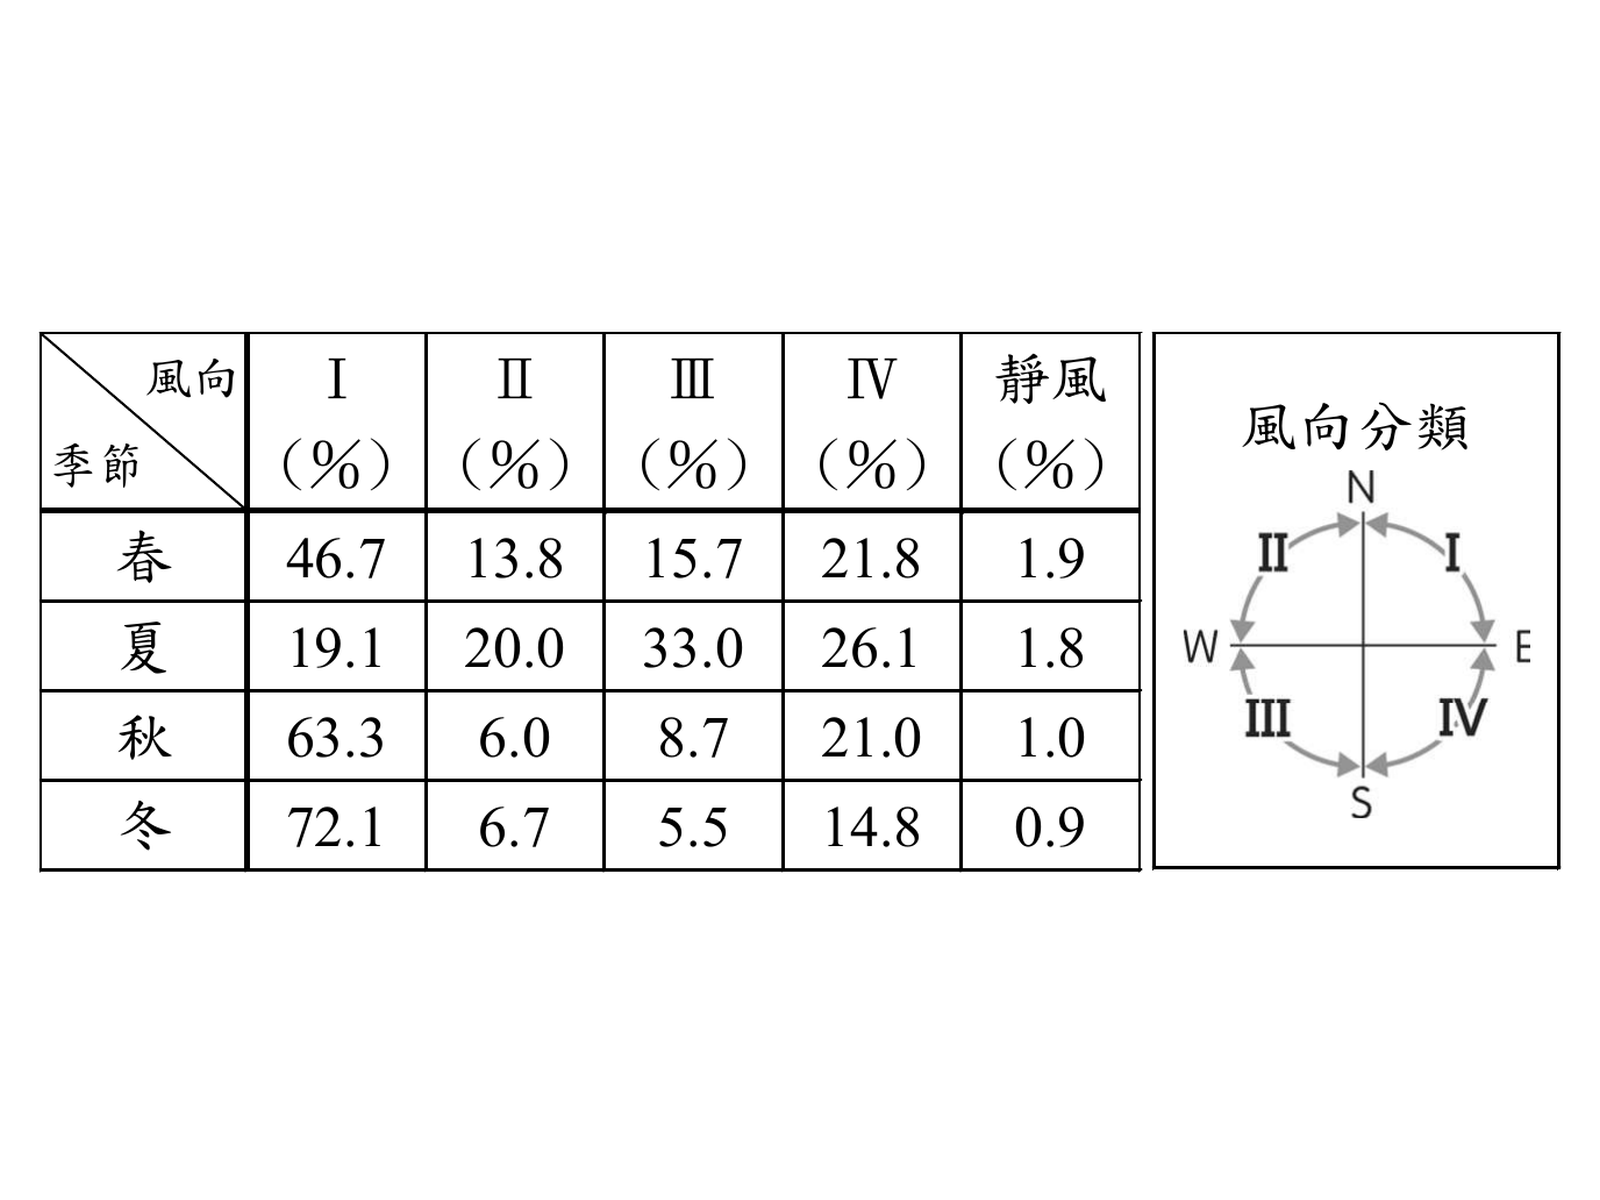 風向 Ⅰ Ⅱ Ⅲ Ⅳ 靜風
季節 (%) (%) (%) (%) (%)
春 46.7 13.8 15.7 21.8 1.9
夏 19.1 20.0 33.0 26.1 1.8
秋 63.3 6.0 8.7 21.0 1.0
冬 72.1 6.7 5.5 14.8 0.9
風向分類
N
Ⅱ Ⅰ
W E
Ⅲ Ⅳ
S